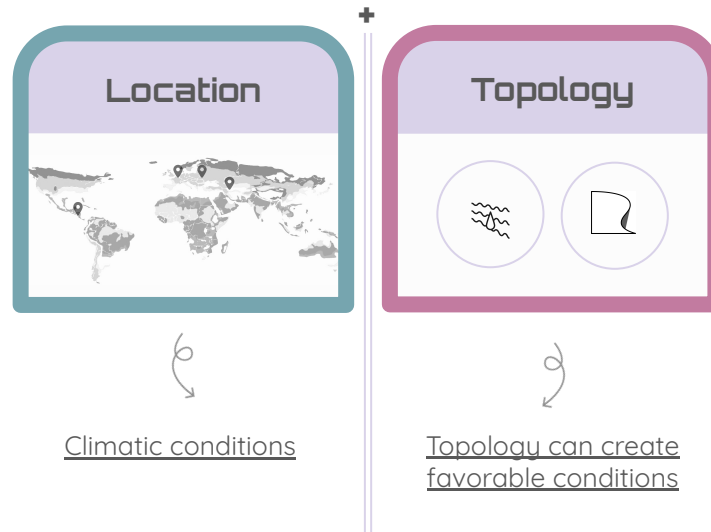 Location
Topology
Climatic conditions
Topology can create
favorable conditions